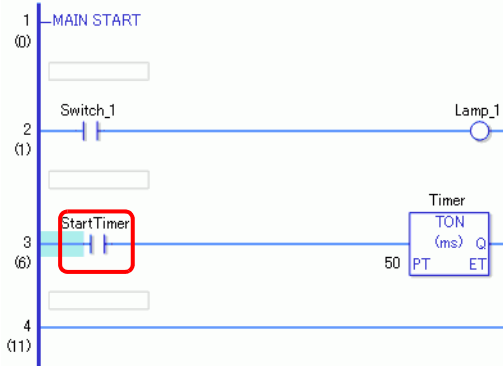 1 MAIN START
(0)
Switch_1 Lamp_1
2
(1)
Timer
StartTimer TON
3 (ms) Q
(6) 50 PT ET
4
(11)